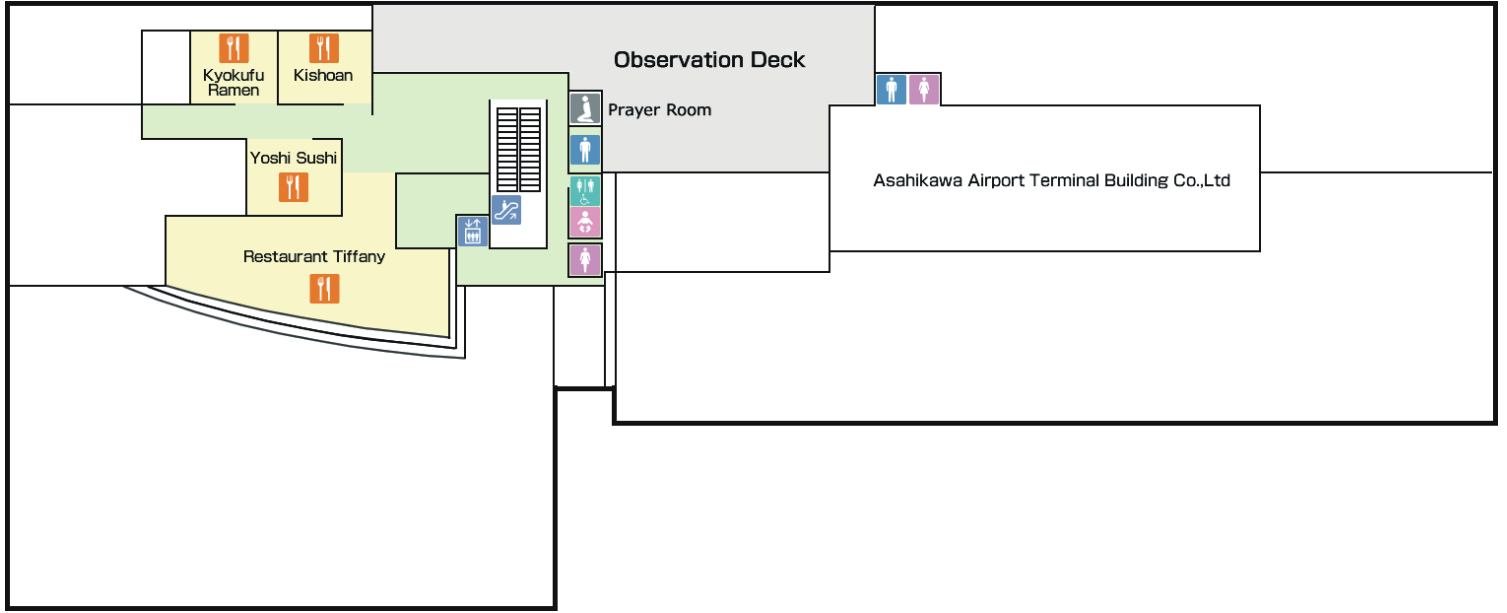 Observation Deck
Kyokufu
Ramen
Kishoan
Prayer Room
Yoshi Sushi
Asahikawa Airport Terminal Building Co.,Ltd
Restaurant Tiffany